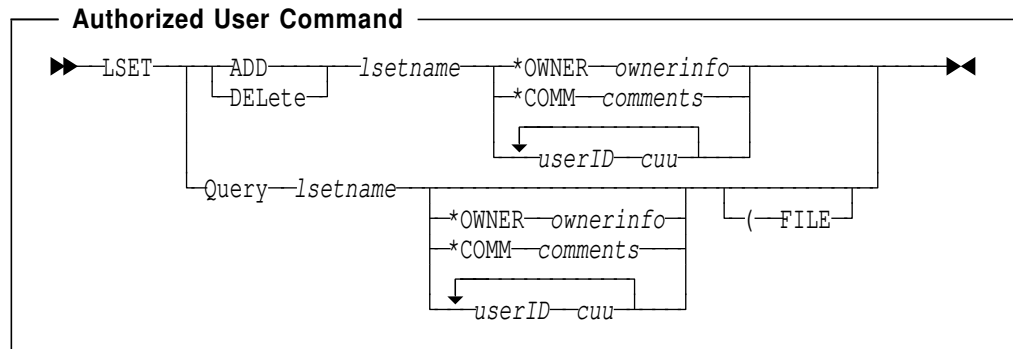 Authorized User Command
LSET ADD lsetname *OWNER ownerinfo
DELete *COMM comments
userID cuu
Query lsetname
*OWNER ownerinfo ( FILE
*COMM comments
userID cuu